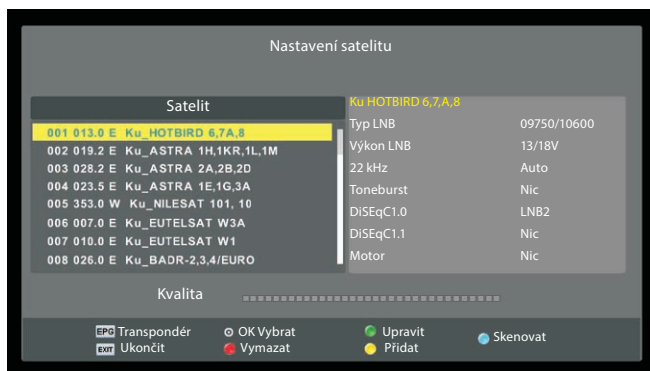 Nastavení satelitu
Satelit
001 013.0 E Ku_HOTBIRD 6,7A,8
002 019.2 E Ku_ASTRA 1H,1KR,1L,1M
003 028.2 E Ku_ASTRA 2A,2B,2D
004 023.5 E Ku_ASTRA 1E,1G,3A
005 353.0 W Ku_NILESAT 101, 10
006 007.0 E Ku_EUTELSAT W3A
007 010.0 E Ku_EUTELSAT W1
008 026.0 E Ku_BADR-2,3,4/EURO
Ku HOTBIRD 6,7,A,8
Typ LNB 09750/10600
Výkon LNB 13/18V
22 kHz Auto
Toneburst Nic
DiSEqC1.0 LNB2
DiSEqC1.1 Nic
Motor Nic
Kvalita
EPG Transpondér OK Vybrat Upravit Skenovat
EXIT Ukončit Vymazat Přidat